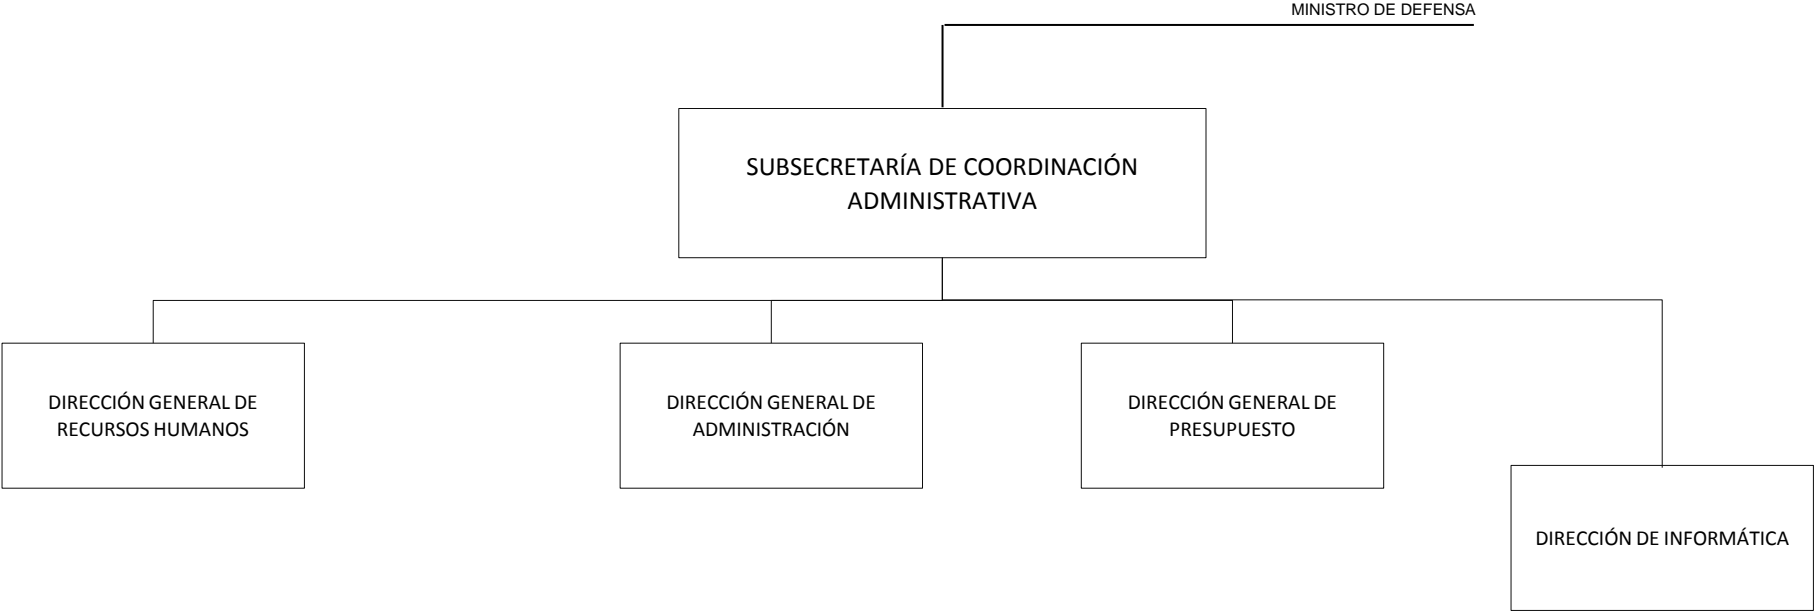 MINISTRO DE DEFENSA
SUBSECRETARÍA DE COORDINACIÓN
ADMINISTRATIVA
DIRECCIÓN GENERAL DE
RECURSOS HUMANOS
DIRECCIÓN GENERAL DE
ADMINISTRACIÓN
DIRECCIÓN GENERAL DE
PRESUPUESTO
DIRECCIÓN DE INFORMÁTICA